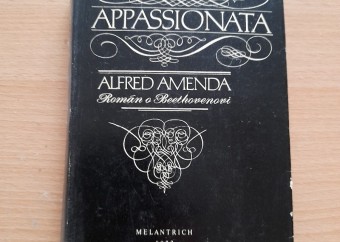 APPASSIONATA
ALFRED AMENDA
Román o Beethovenovi
MELANTRICH